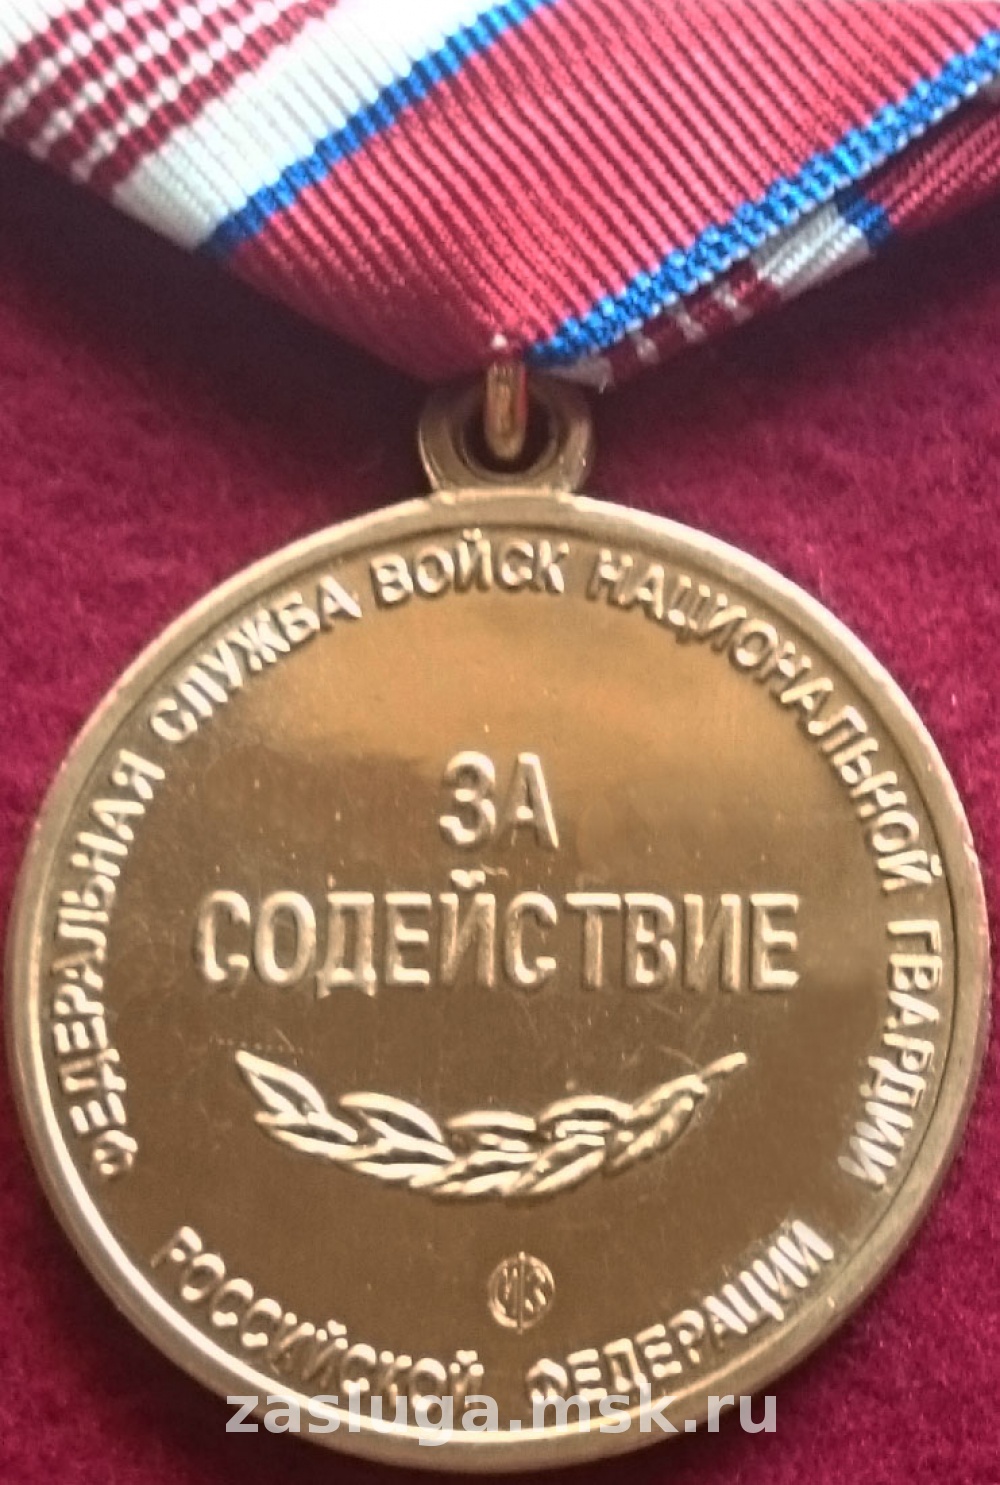 ФЕДЕРАЛЬНАЯ СЛУЖБА ВОЙСК НАЦИОНАЛЬНОЙ ГВАРДИИ
ЗА
СОДЕЙСТВИЕ
РОССИЙСКОЙ ФЕДЕРАЦИИ
zasluga.msk.ru